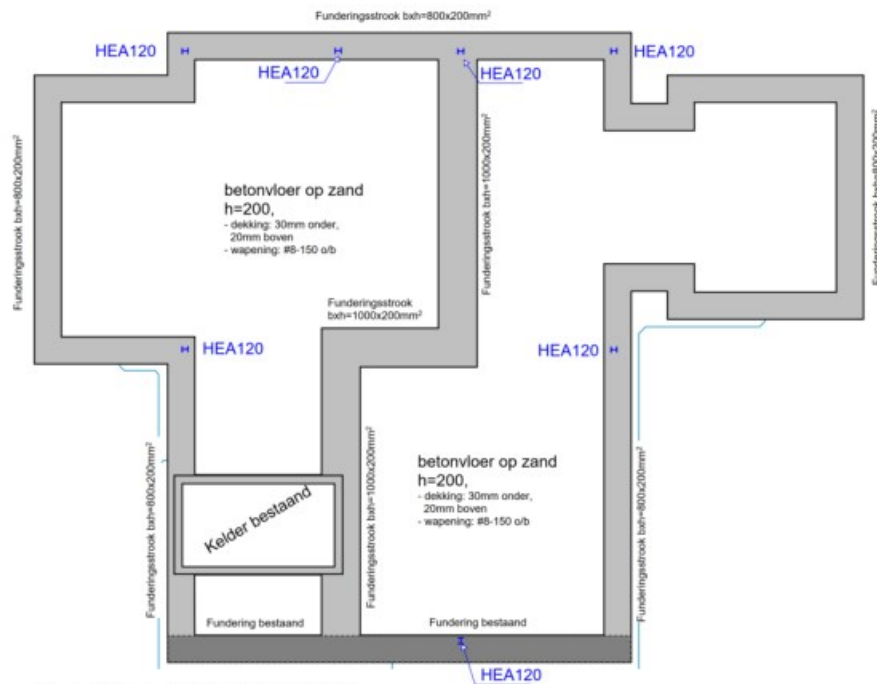 Funderingsstrook bxh=800x200mm²
HEA120
HEA120
HEA120
HEA120
Funderingsstrook bxh=800x200mm²
Funderingsstrook bxh=1000x200mm²
Funderingsstrook bxh=800x200mm²
betonvloer op zand
h=200,
- dekking: 30mm onder,
20mm boven
- wapening: #8-150 o/b
Funderingsstrook
bxh=1000x200mm²
HEA120
HEA120
betonvloer op zand
h=200,
- dekking: 30mm onder,
20mm boven
- wapening: #8-150 o/b
Funderingsstrook bxh=800x200mm²
Kelder bestaand
Funderingsstrook bxh=1000x200mm²
Funderingsstrook bxh=800x200mm²
Fundering bestaand
Fundering bestaand
HEA120